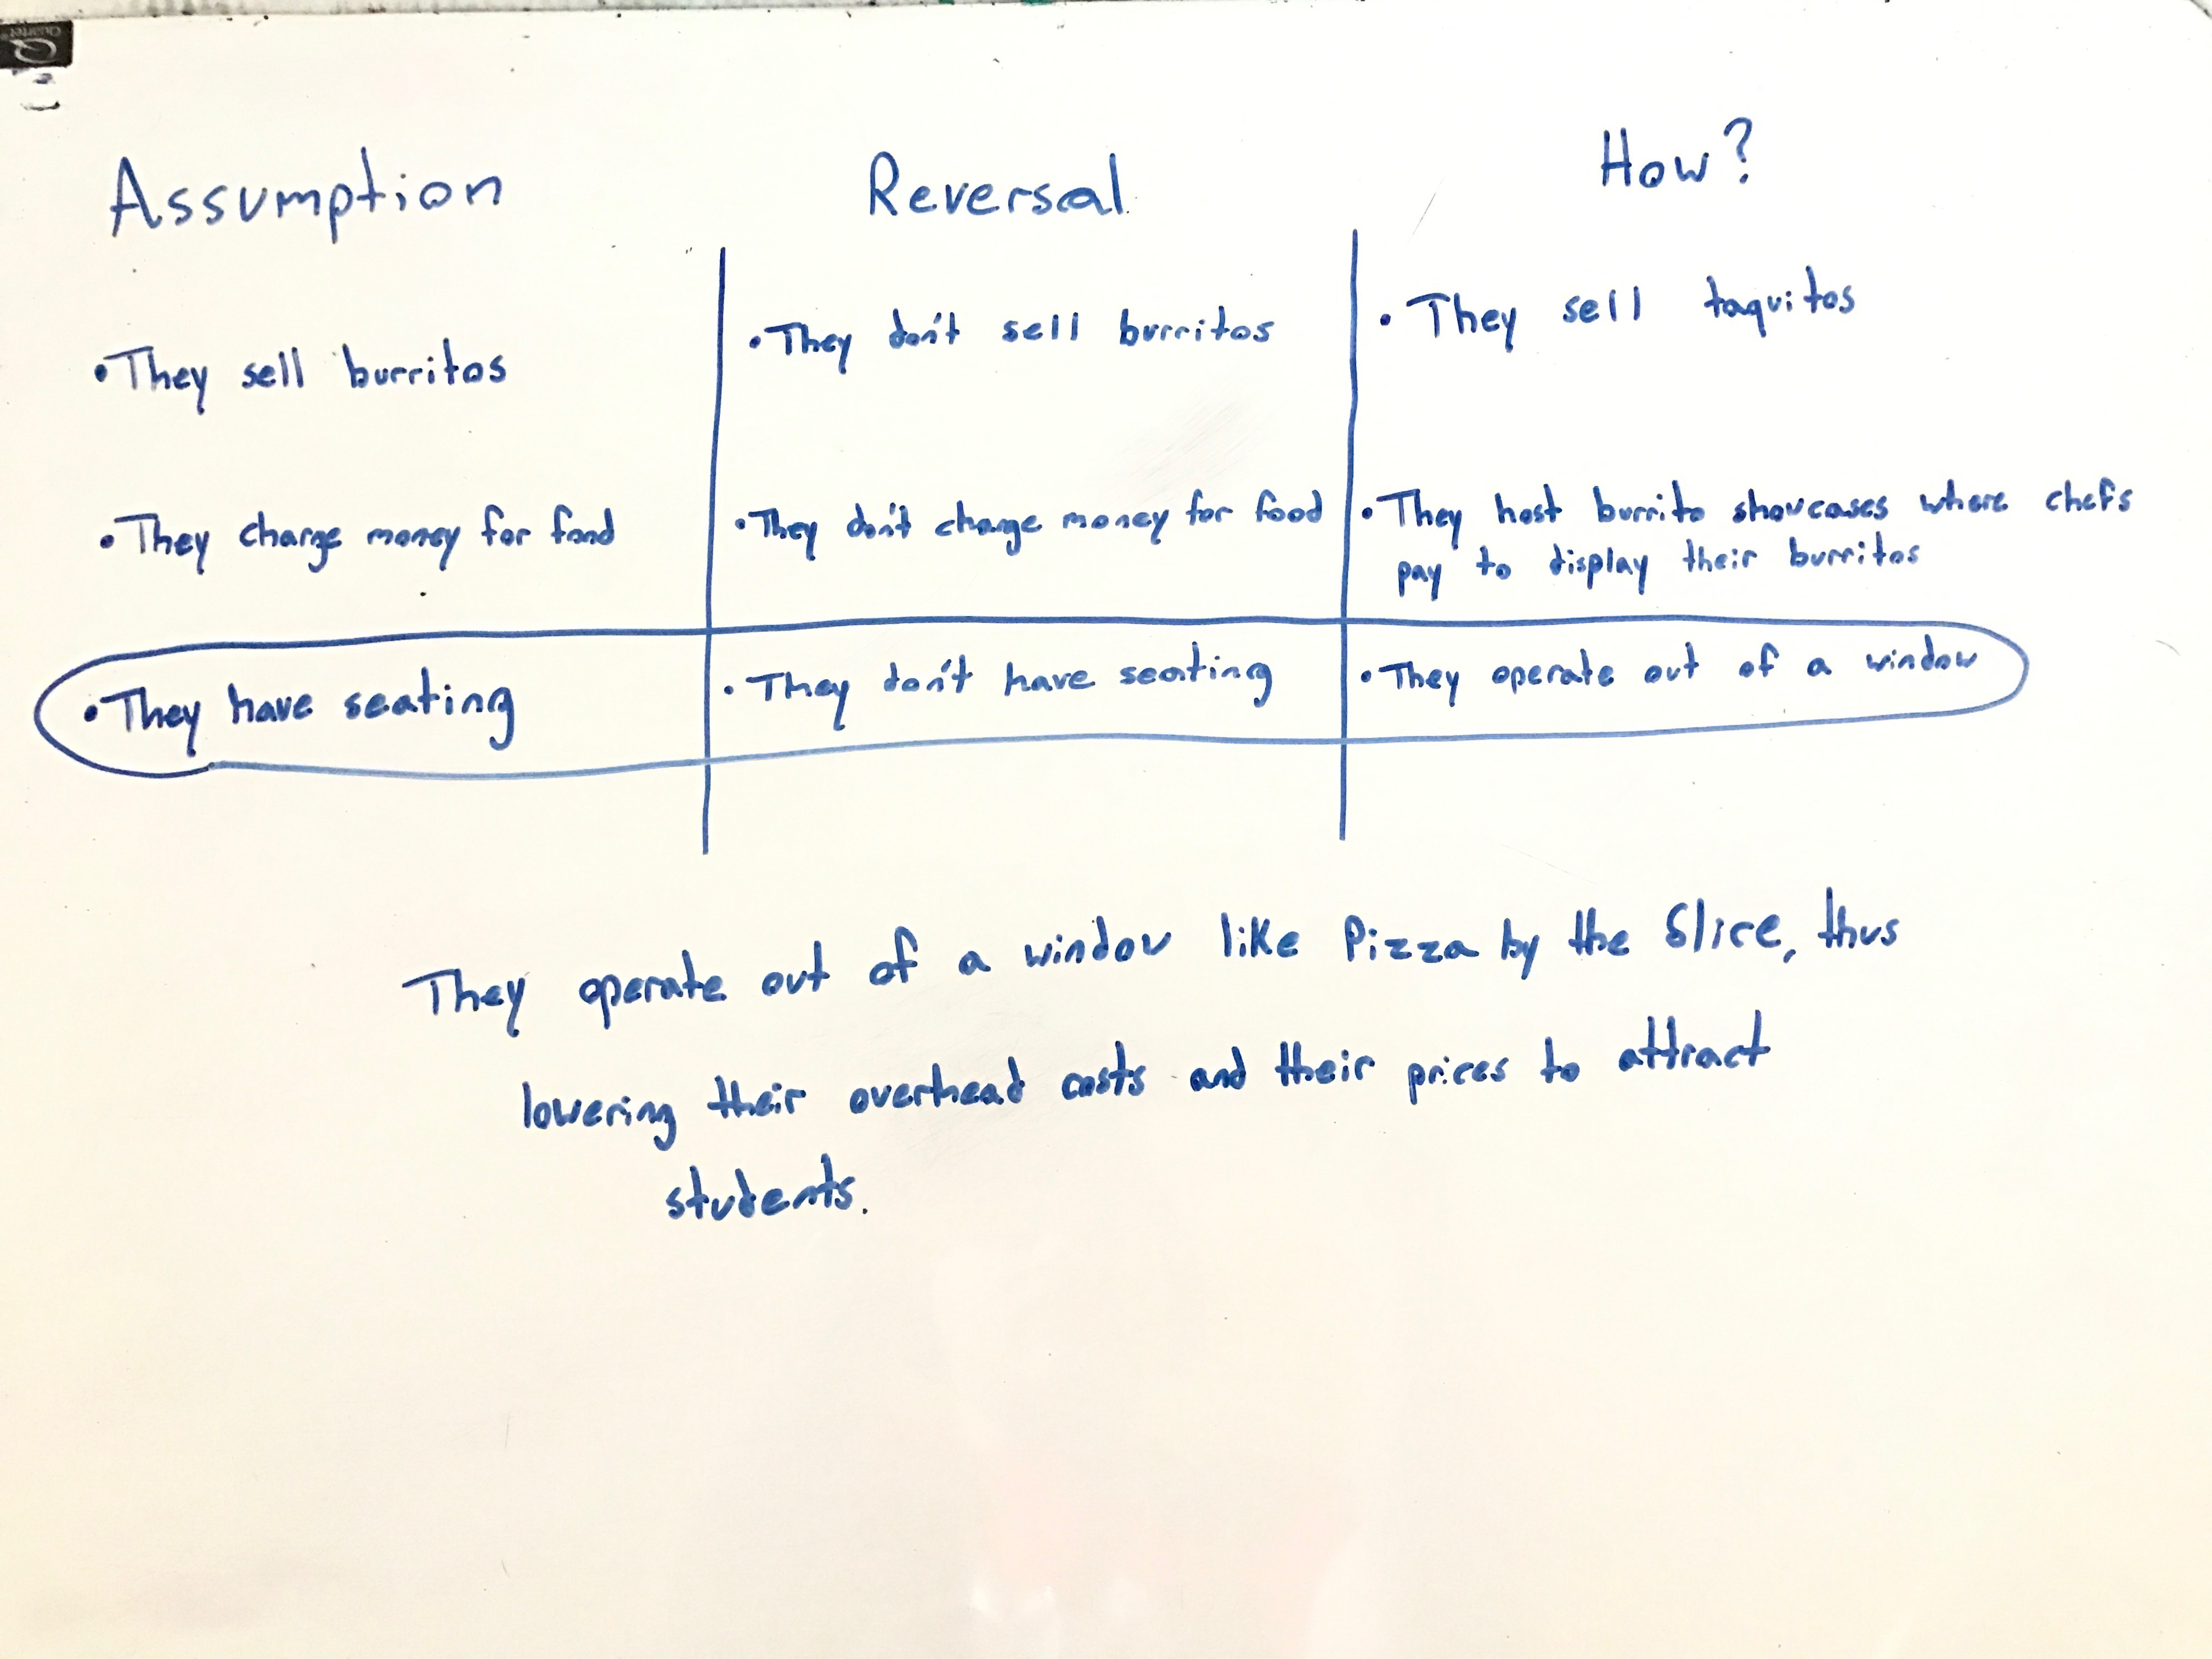 Quartet
Assumption
Reversal
How?
• They sell burritos
• They don't sell burritos
• They sell taquitos
• They charge money for food
• They don't charge money for food
• They host burrito showcases where chefs
pay to display their burritos
• They have seating
• They don't have seating
• They operate out of a window
They operate out of a window like Pizza by the Slice, thus
lowering their overhead costs and their prices to attract
students.